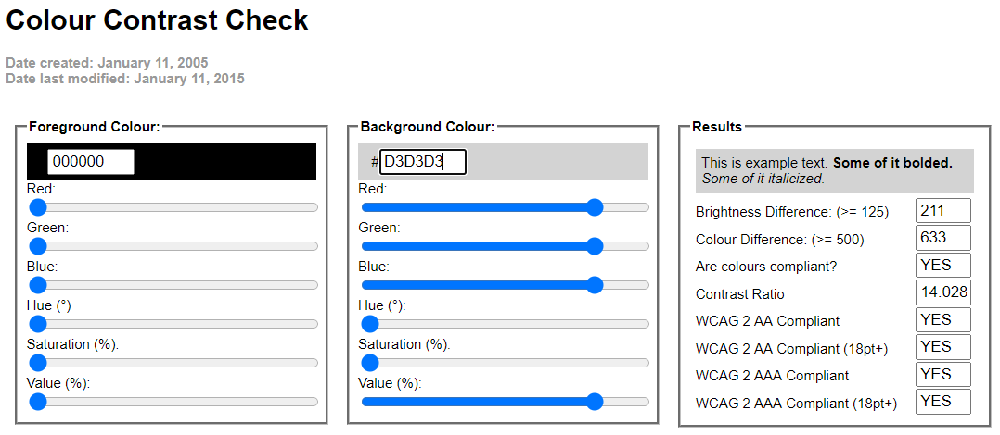 Colour Contrast Check
Date created: January 11, 2005
Date last modified: January 11, 2015
Foreground Colour:
000000
Red:
Green:
Blue:
Hue (°)
Saturation (%):
Value (%):
Background Colour:
#D3D3D3
Red:
Green:
Blue:
Hue (°):
Saturation (%):
Value (%):
Results
This is example text. Some of it bolded.
Some of it italicized.
Brightness Difference: (>= 125) 211
Colour Difference: (>= 500) 633
Are colours compliant? YES
Contrast Ratio 14.028
WCAG 2 AA Compliant YES
WCAG 2 AA Compliant (18pt+) YES
WCAG 2 AAA Compliant YES
WCAG 2 AAA Compliant (18pt+) YES